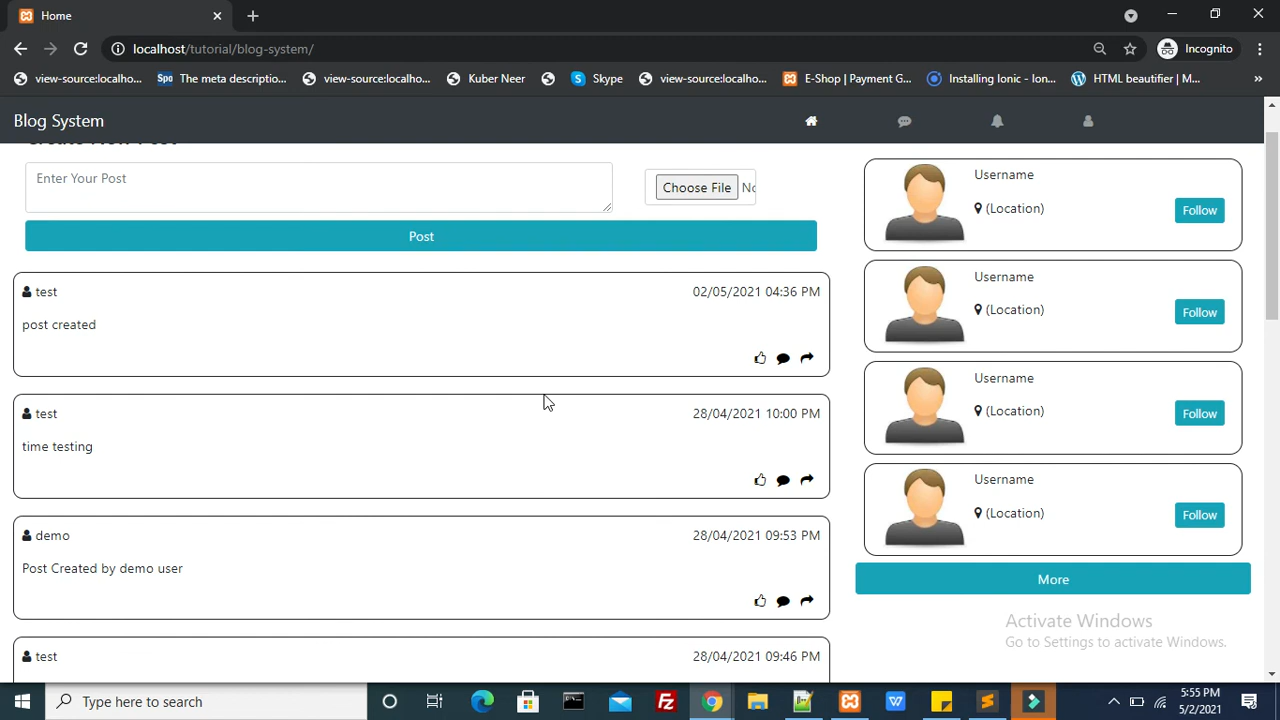 Home
localhost/tutorial/blog-system/
Incognito
view-source:localho...
Spo The meta descriptio...
view-source:localho...
Kuber Neer
Skype
view-source:localho...
E-Shop | Payment G...
Installing Ionic - Ion...
HTML beautifier | M...
»
Blog System
Create New Post
Enter Your Post
Choose File No
Post
test
02/05/2021 04:36 PM
post created
test
28/04/2021 10:00 PM
time testing
demo
28/04/2021 09:53 PM
Post Created by demo user
test
28/04/2021 09:46 PM
Username
(Location)
Follow
Username
(Location)
Follow
Username
(Location)
Follow
Username
(Location)
Follow
More
Activate Windows
Go to Settings to activate Windows.
Type here to search
5:55 PM
5/2/2021